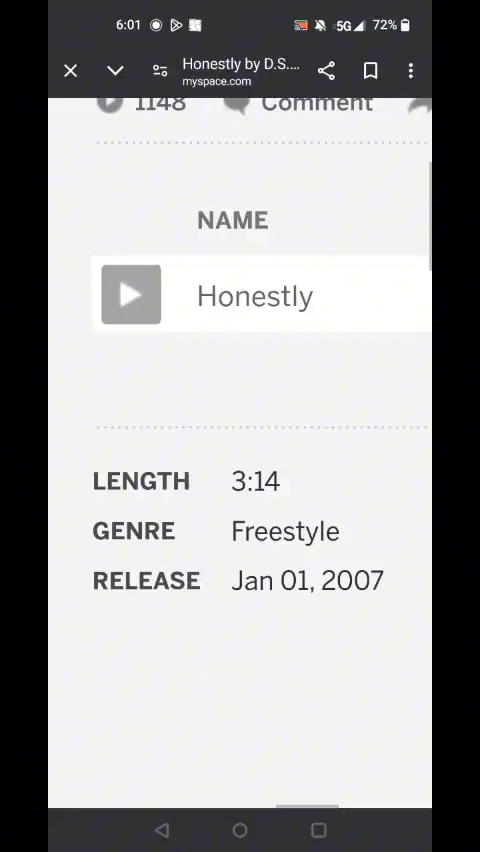 6:01 5G 72%
Honestly by D.S....
myspace.com
1148 Comment
NAME
Honestly
LENGTH 3:14
GENRE Freestyle
RELEASE Jan 01, 2007